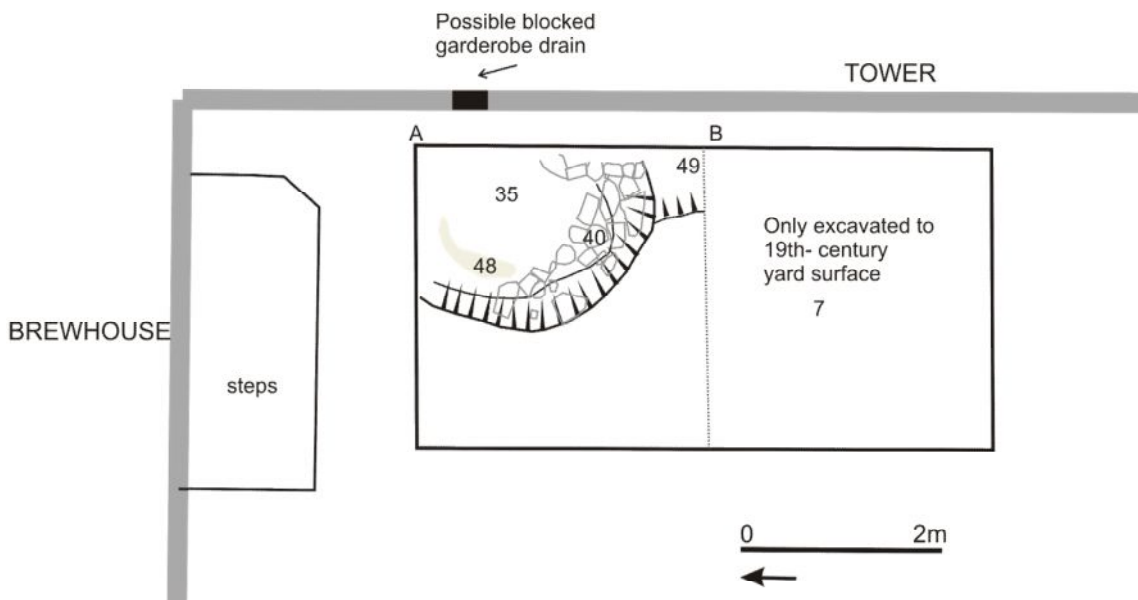 Possible blocked
garderobe drain
TOWER
A
B
49
35
40
48
Only excavated to
19th- century
yard surface
7
BREWHOUSE
steps
0 2m